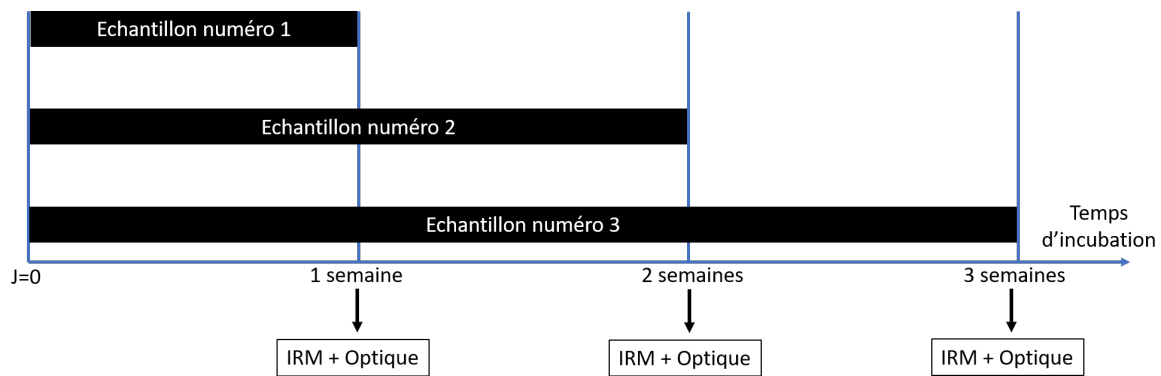 Echantillon numéro 1
Echantillon numéro 2
Echantillon numéro 3
Temps
d’incubation
J=0
1 semaine
2 semaines
3 semaines
IRM + Optique
IRM + Optique
IRM + Optique